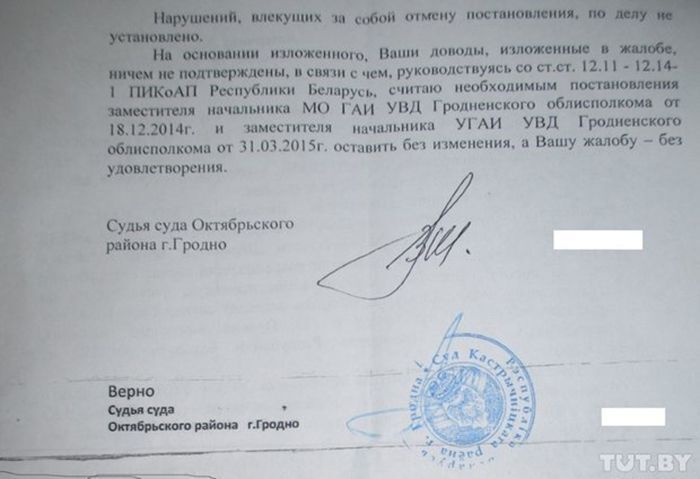 Нарушений, влекущих за собой отмену постановления, по делу не
установлено.
На основании изложенного, Ваши доводы, изложенные в жалобе,
ничем не подтверждены, в связи с чем, руководствуясь со ст.ст. 12.11 - 12.14-
1 ПИКоАП Республики Беларусь, считаю необходимым постановления
заместителя начальника МО ГАИ УВД Гродненского облисполкома от
18.12.2014г. и заместителя начальника УГАИ УВД Гродненского
облисполкома от 31.03.2015г. оставить без изменения, а Вашу жалобу – без
удовлетворения.
Судья суда Октябрьского
района г.Гродно
Верно
Судья суда
Октябрьского района г.Гродно
Рэспубліка Беларусь
Суд Кастрычніцкага раёна г. Гродна
TUT.BY